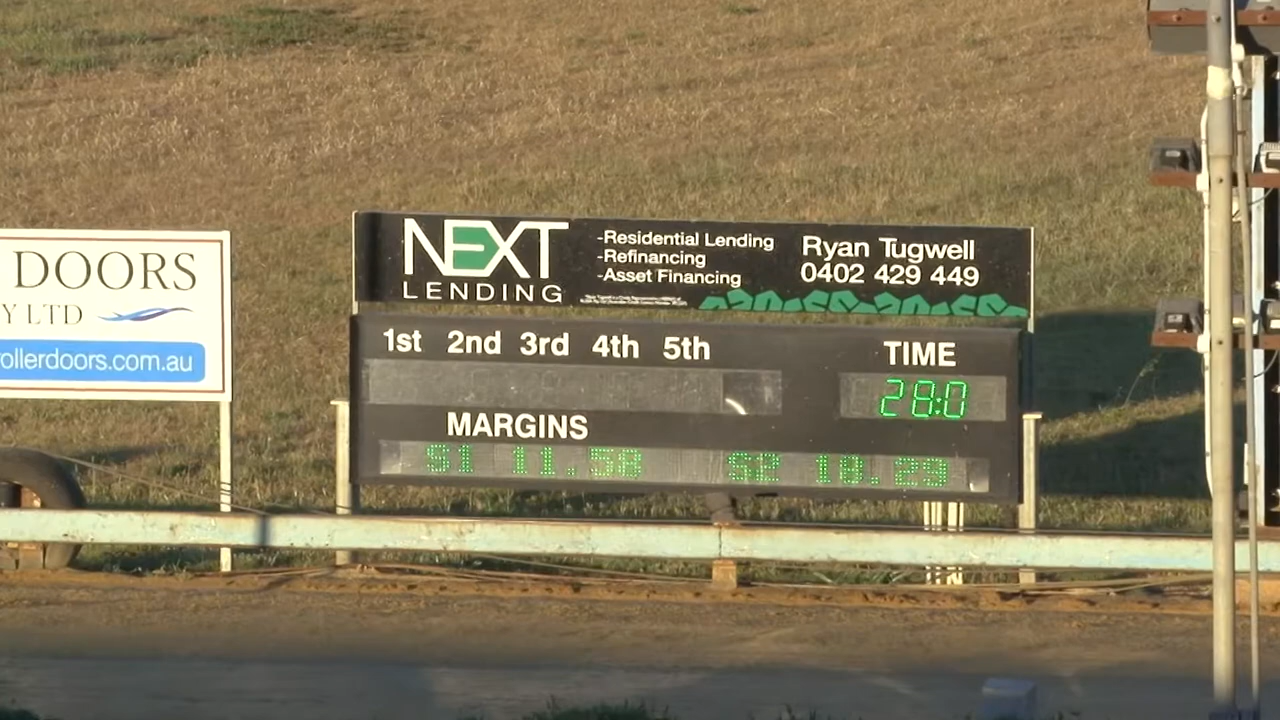 DOORS
Y LTD
ollerdoors.com.au
NEXT
LENDING
-Residential Lending
-Refinancing
-Asset Financing
Ryan Tugwell
0402 429 449
1st 2nd 3rd 4th 5th
TIME
28:0
MARGINS
S1 11.58 S2 10.29